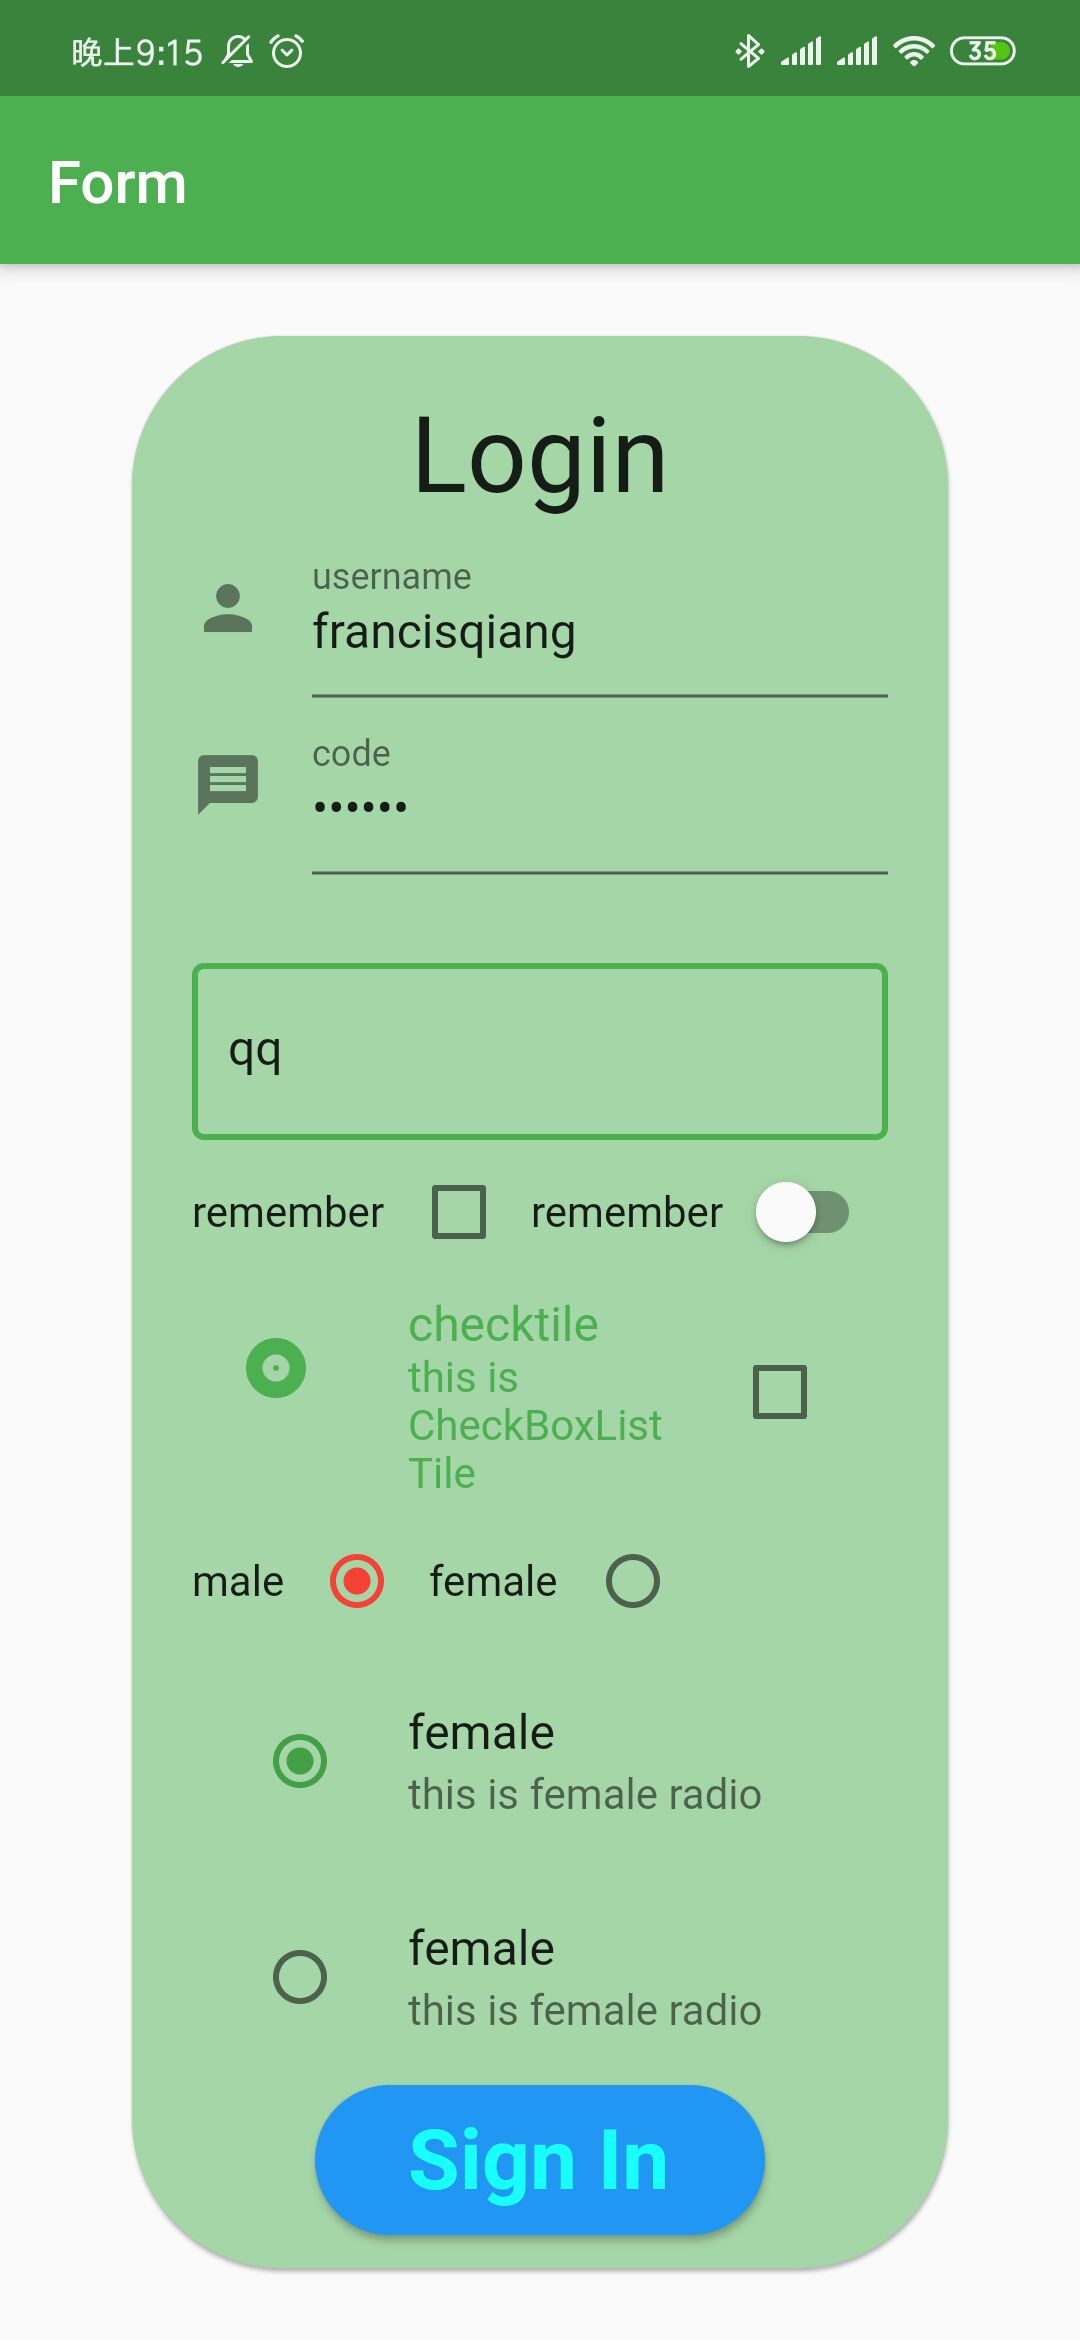 晚上9:15
35
Form
Login
username
francisqiang
code
••••••
qq
remember remember
checktile
this is
CheckBoxList
Tile
male female
female
this is female radio
female
this is female radio
Sign In